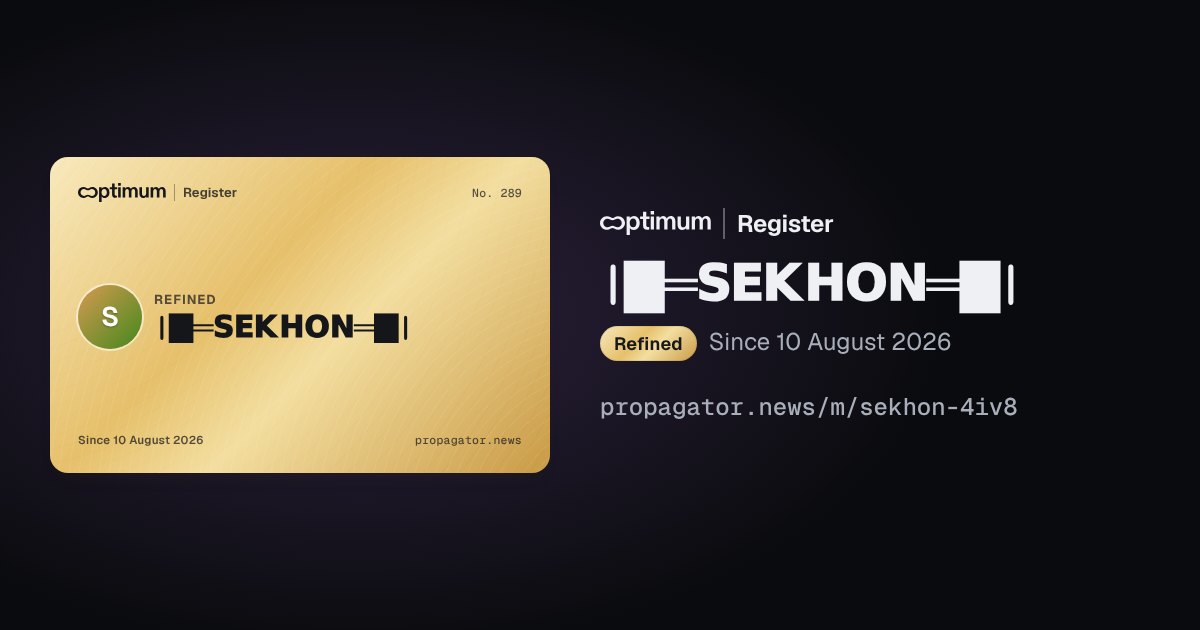 optimum | Register
No. 289
S
REFINED
❘█═SEKHON═█❘
Since 10 August 2026
propagator.news
optimum | Register
❘█═SEKHON═█❘
Refined
Since 10 August 2026
propagator.news/m/sekhon-4iv8